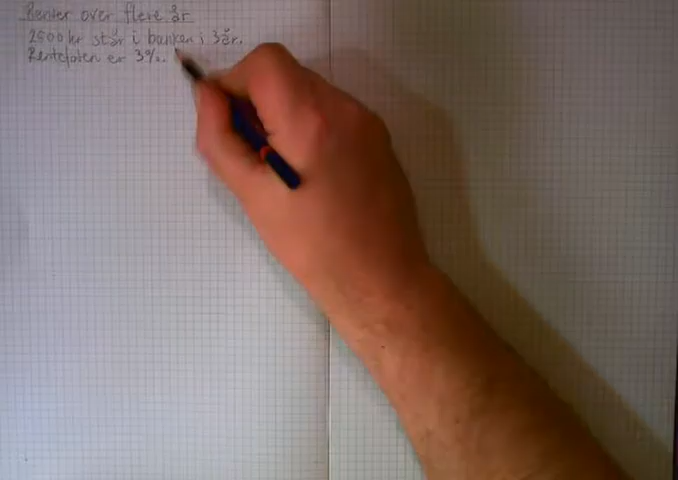 Renter over flere år
2500 kr står i banken i 3 år.
Rentefoten er 3%.